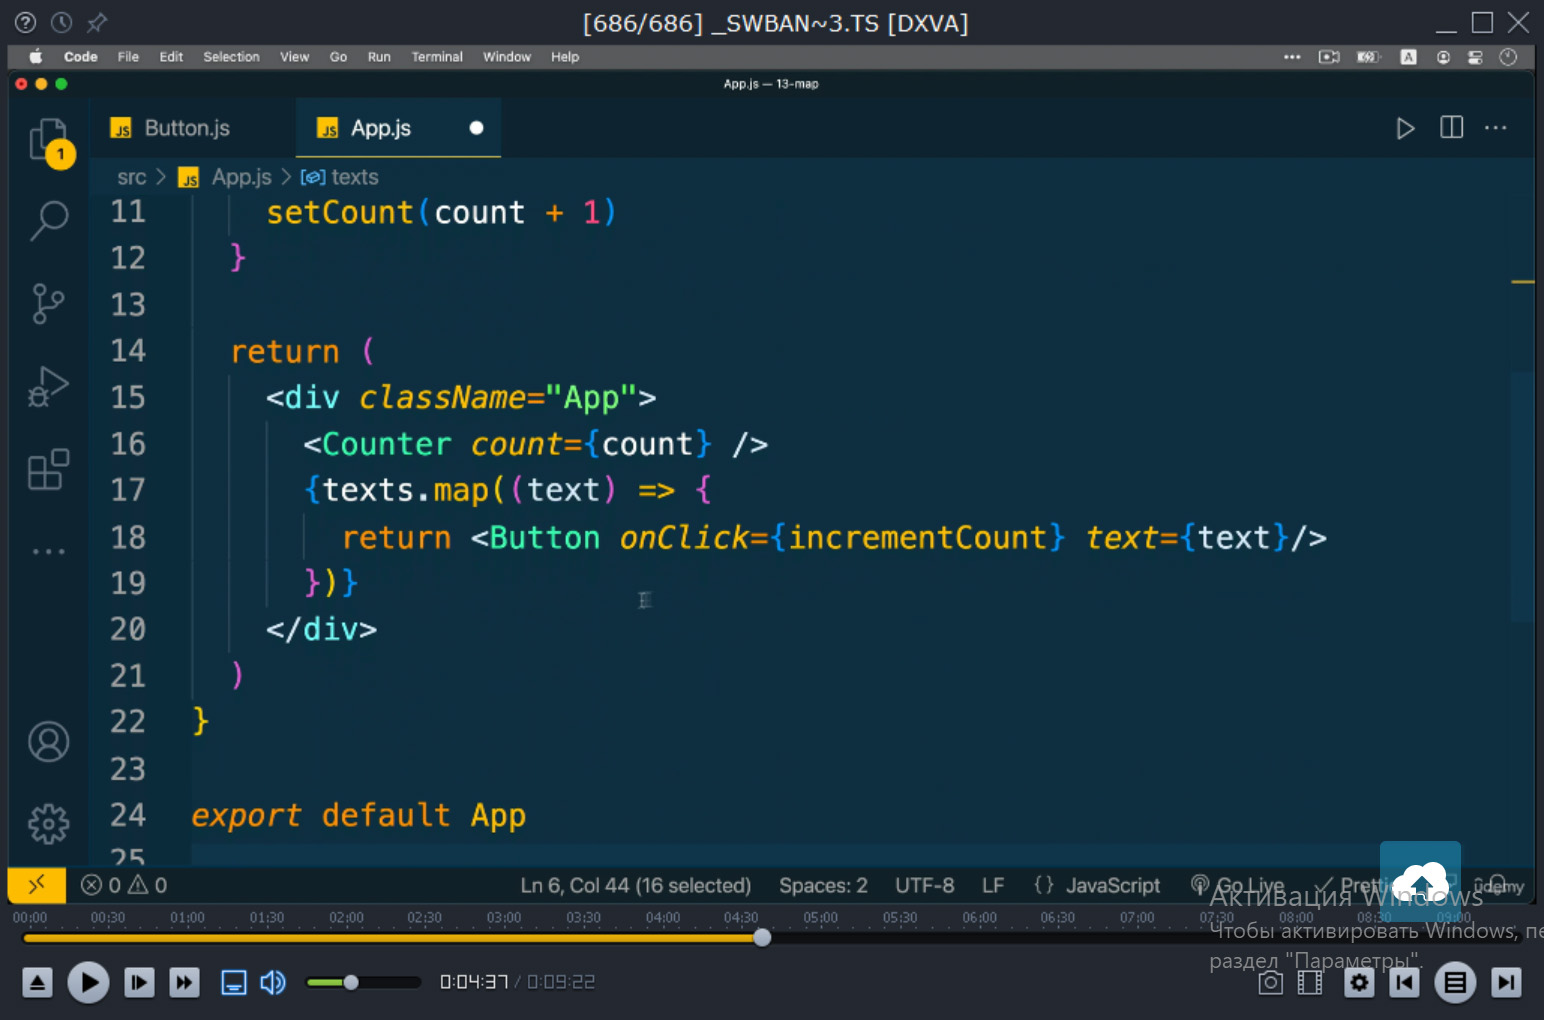 [686/686] _SWBAN~3.TS [DXVA]
Code File Edit Selection View Go Run Terminal Window Help
App.js — 13-map
JS Button.js
JS App.js
1
src > JS App.js > texts
11 setCount(count + 1)
12 }
13
14 return (
15 <div className="App">
16 <Counter count={count} />
17 {texts.map((text) => {
18 return <Button onClick={incrementCount} text={text}/>
19 })}
20 </div>
21 )
22 }
23
24 export default App
25
0 0 Ln 6, Col 44 (16 selected) Spaces: 2 UTF-8 LF {} JavaScript Go Live Pretti
ûdemy
Активация Windows
Чтобы активировать Windows, пе
раздел "Параметры".
00:00 00:30 01:00 01:30 02:00 02:30 03:00 03:30 04:00 04:30 05:00 05:30 06:00 06:30 07:00 07:30 08:00 08:30 09:00
0:04:37 / 0:09:22